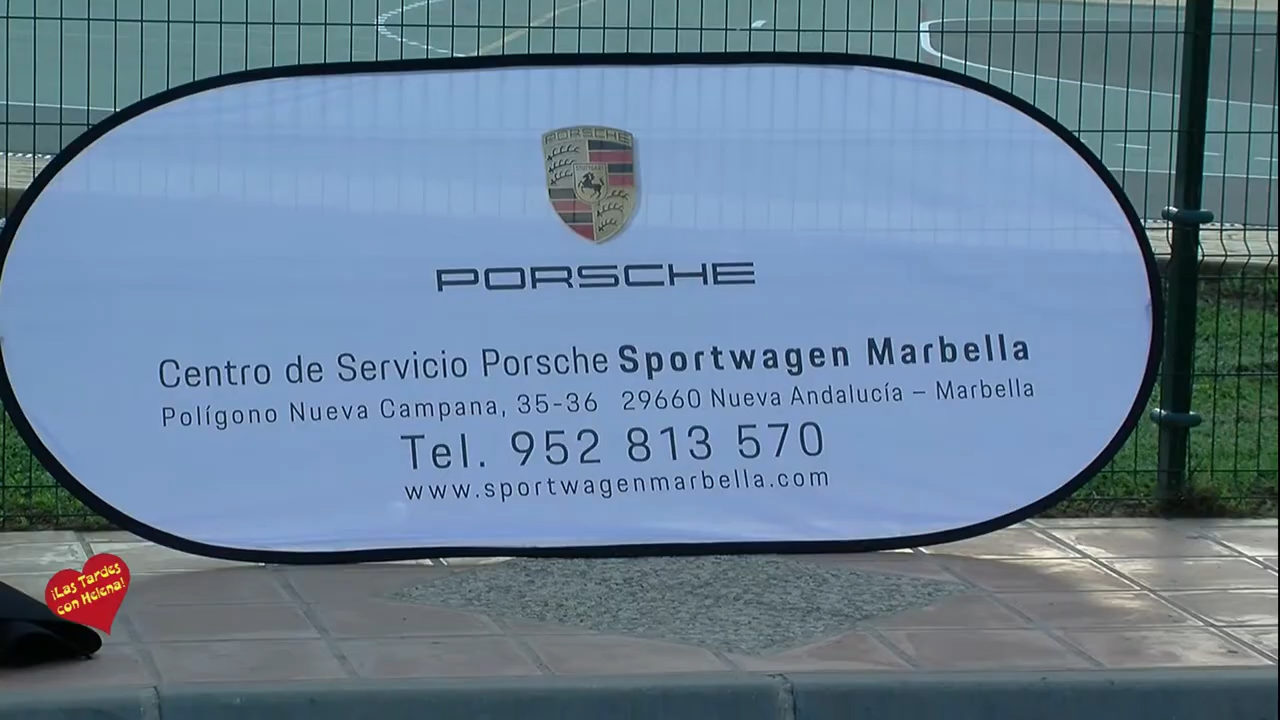 PORSCHE
PORSCHE
Centro de Servicio Porsche Sportwagen Marbella
Polígono Nueva Campana, 35-36 29660 Nueva Andalucía – Marbella
Tel. 952 813 570
www.sportwagenmarbella.com
¡Las Tardes
con Helena!